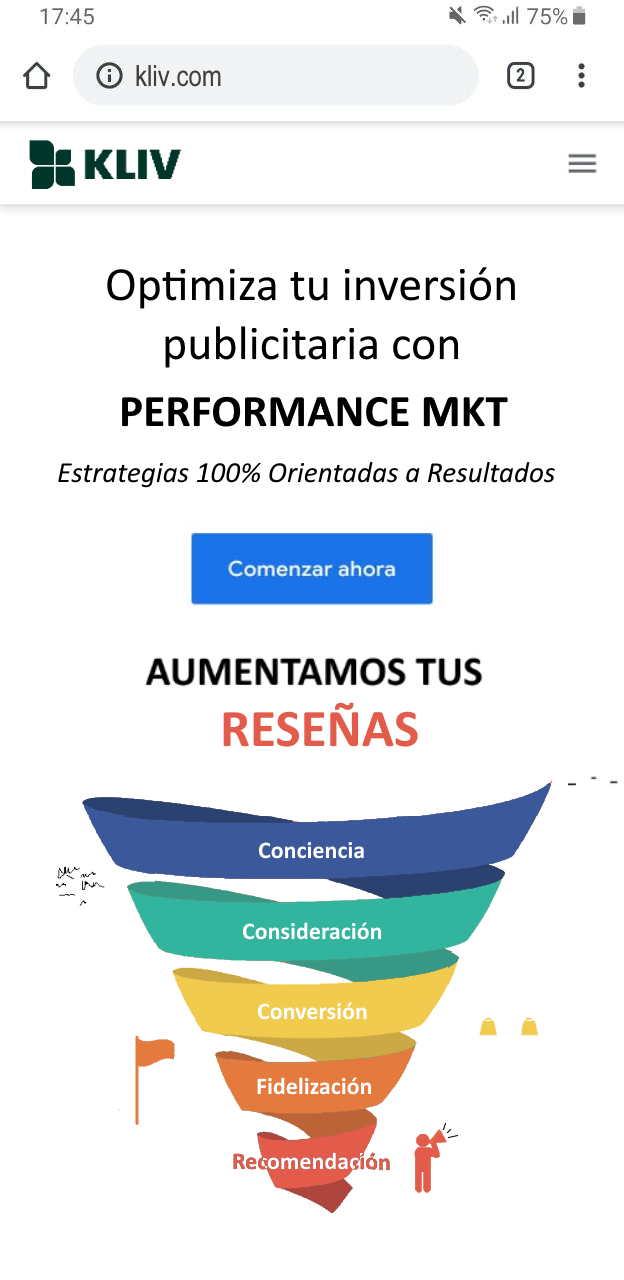 17:45
75%
2
kliv.com
KLIV
Optimiza tu inversión
publicitaria con
PERFORMANCE MKT
Estrategias 100% Orientadas a Resultados
Comenzar ahora
AUMENTAMOS TUS
RESEÑAS
Conciencia
Consideración
Conversión
Fidelización
Recomendación